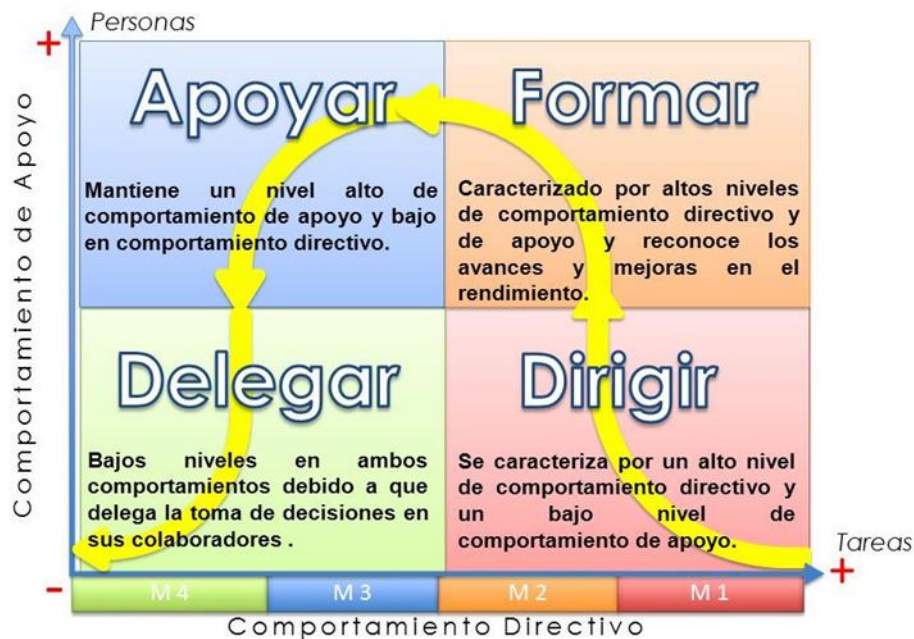 Personas
+
Comportamiento de Apoyo
Apoyar
Mantiene un nivel alto de
comportamiento de apoyo y bajo
en comportamiento directivo.
Formar
Caracterizado por altos niveles
de comportamiento directivo y
de apoyo y reconoce los
avances y mejoras en el
rendimiento.
Delegar
Bajos niveles en ambos
comportamientos debido a que
delega la toma de decisiones en
sus colaboradores .
Dirigir
Se caracteriza por un alto nivel
de comportamiento directivo y
un bajo nivel de
comportamiento de apoyo.
Tareas
+
-
M 4
M 3
M 2
M 1
Comportamiento Directivo